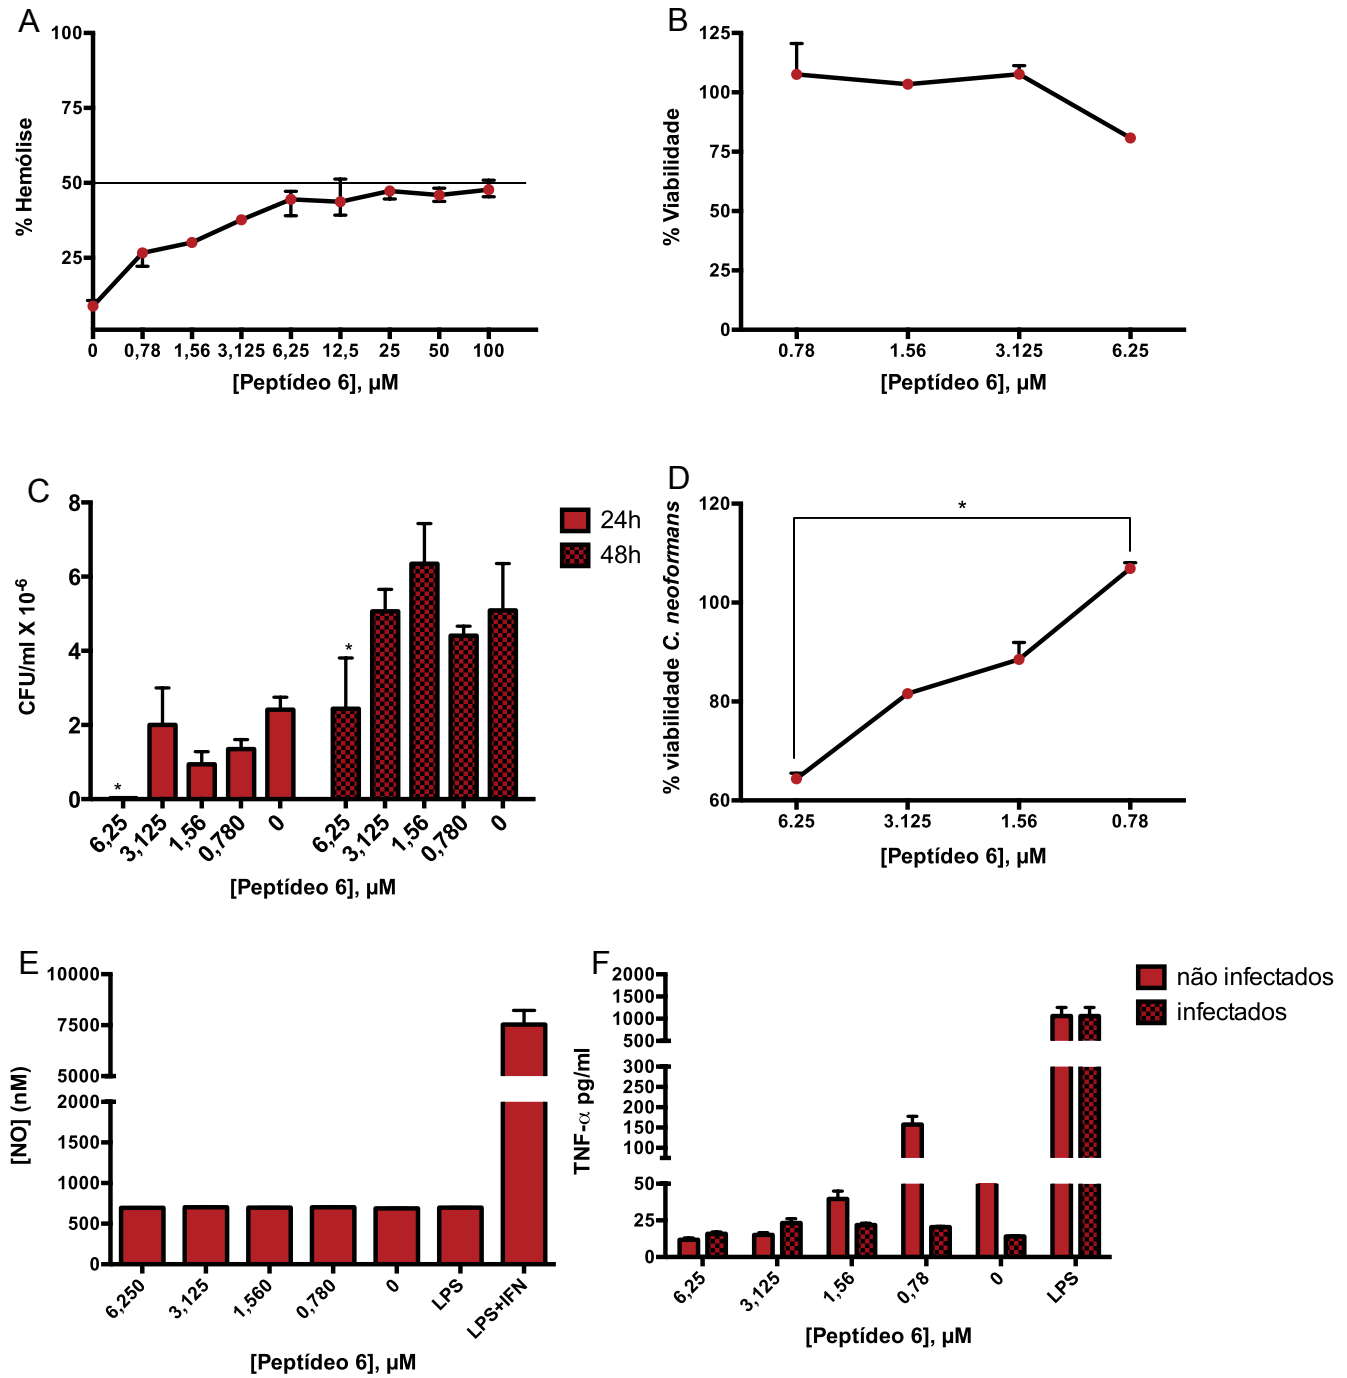 A
100
75
50
25
% Hemólise
0 0,78 1,56 3,125 6,25 12,5 25 50 100
[Peptídeo 6], µM
B
125
100
75
50
25
0
% Viabilidade
0.78 1.56 3.125 6.25
[Peptídeo 6], µM
C
8
6
4
2
0
CFU/ml X 10-6
*
*
6,25 3,125 1,56 0,780 0 6,25 3,125 1,56 0,780 0
[Peptídeo 6], µM
24h
48h
D
120
100
80
60
% viabilidade C. neoformans
*
6.25 3.125 1.56 0.78
[Peptídeo 6], µM
E
10000
7500
5000
2000
1500
1000
500
0
[NO] (nM)
6,250 3,125 1,560 0,780 0 LPS LPS+IFN
[Peptídeo 6], µM
F
2000
1500
1000
500
300
250
200
150
100
50
25
0
TNF-α pg/ml
6,25 3,125 1,56 0,78 0 LPS
[Peptídeo 6], µM
não infectados
infectados